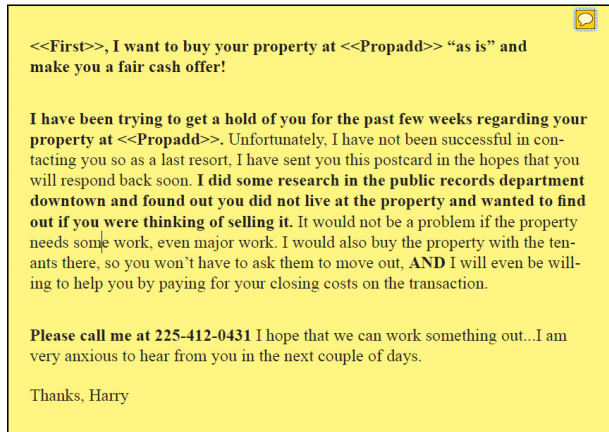 <<First>>, I want to buy your property at <<Propadd>> “as is” and
make you a fair cash offer!
I have been trying to get a hold of you for the past few weeks regarding your
property at <<Propadd>>. Unfortunately, I have not been successful in con-
tacting you so as a last resort, I have sent you this postcard in the hopes that you
will respond back soon. I did some research in the public records department
downtown and found out you did not live at the property and wanted to find
out if you were thinking of selling it. It would not be a problem if the property
needs some work, even major work. I would also buy the property with the ten-
ants there, so you won’t have to ask them to move out, AND I will even be will-
ing to help you by paying for your closing costs on the transaction.
Please call me at 225-412-0431 I hope that we can work something out...I am
very anxious to hear from you in the next couple of days.
Thanks, Harry